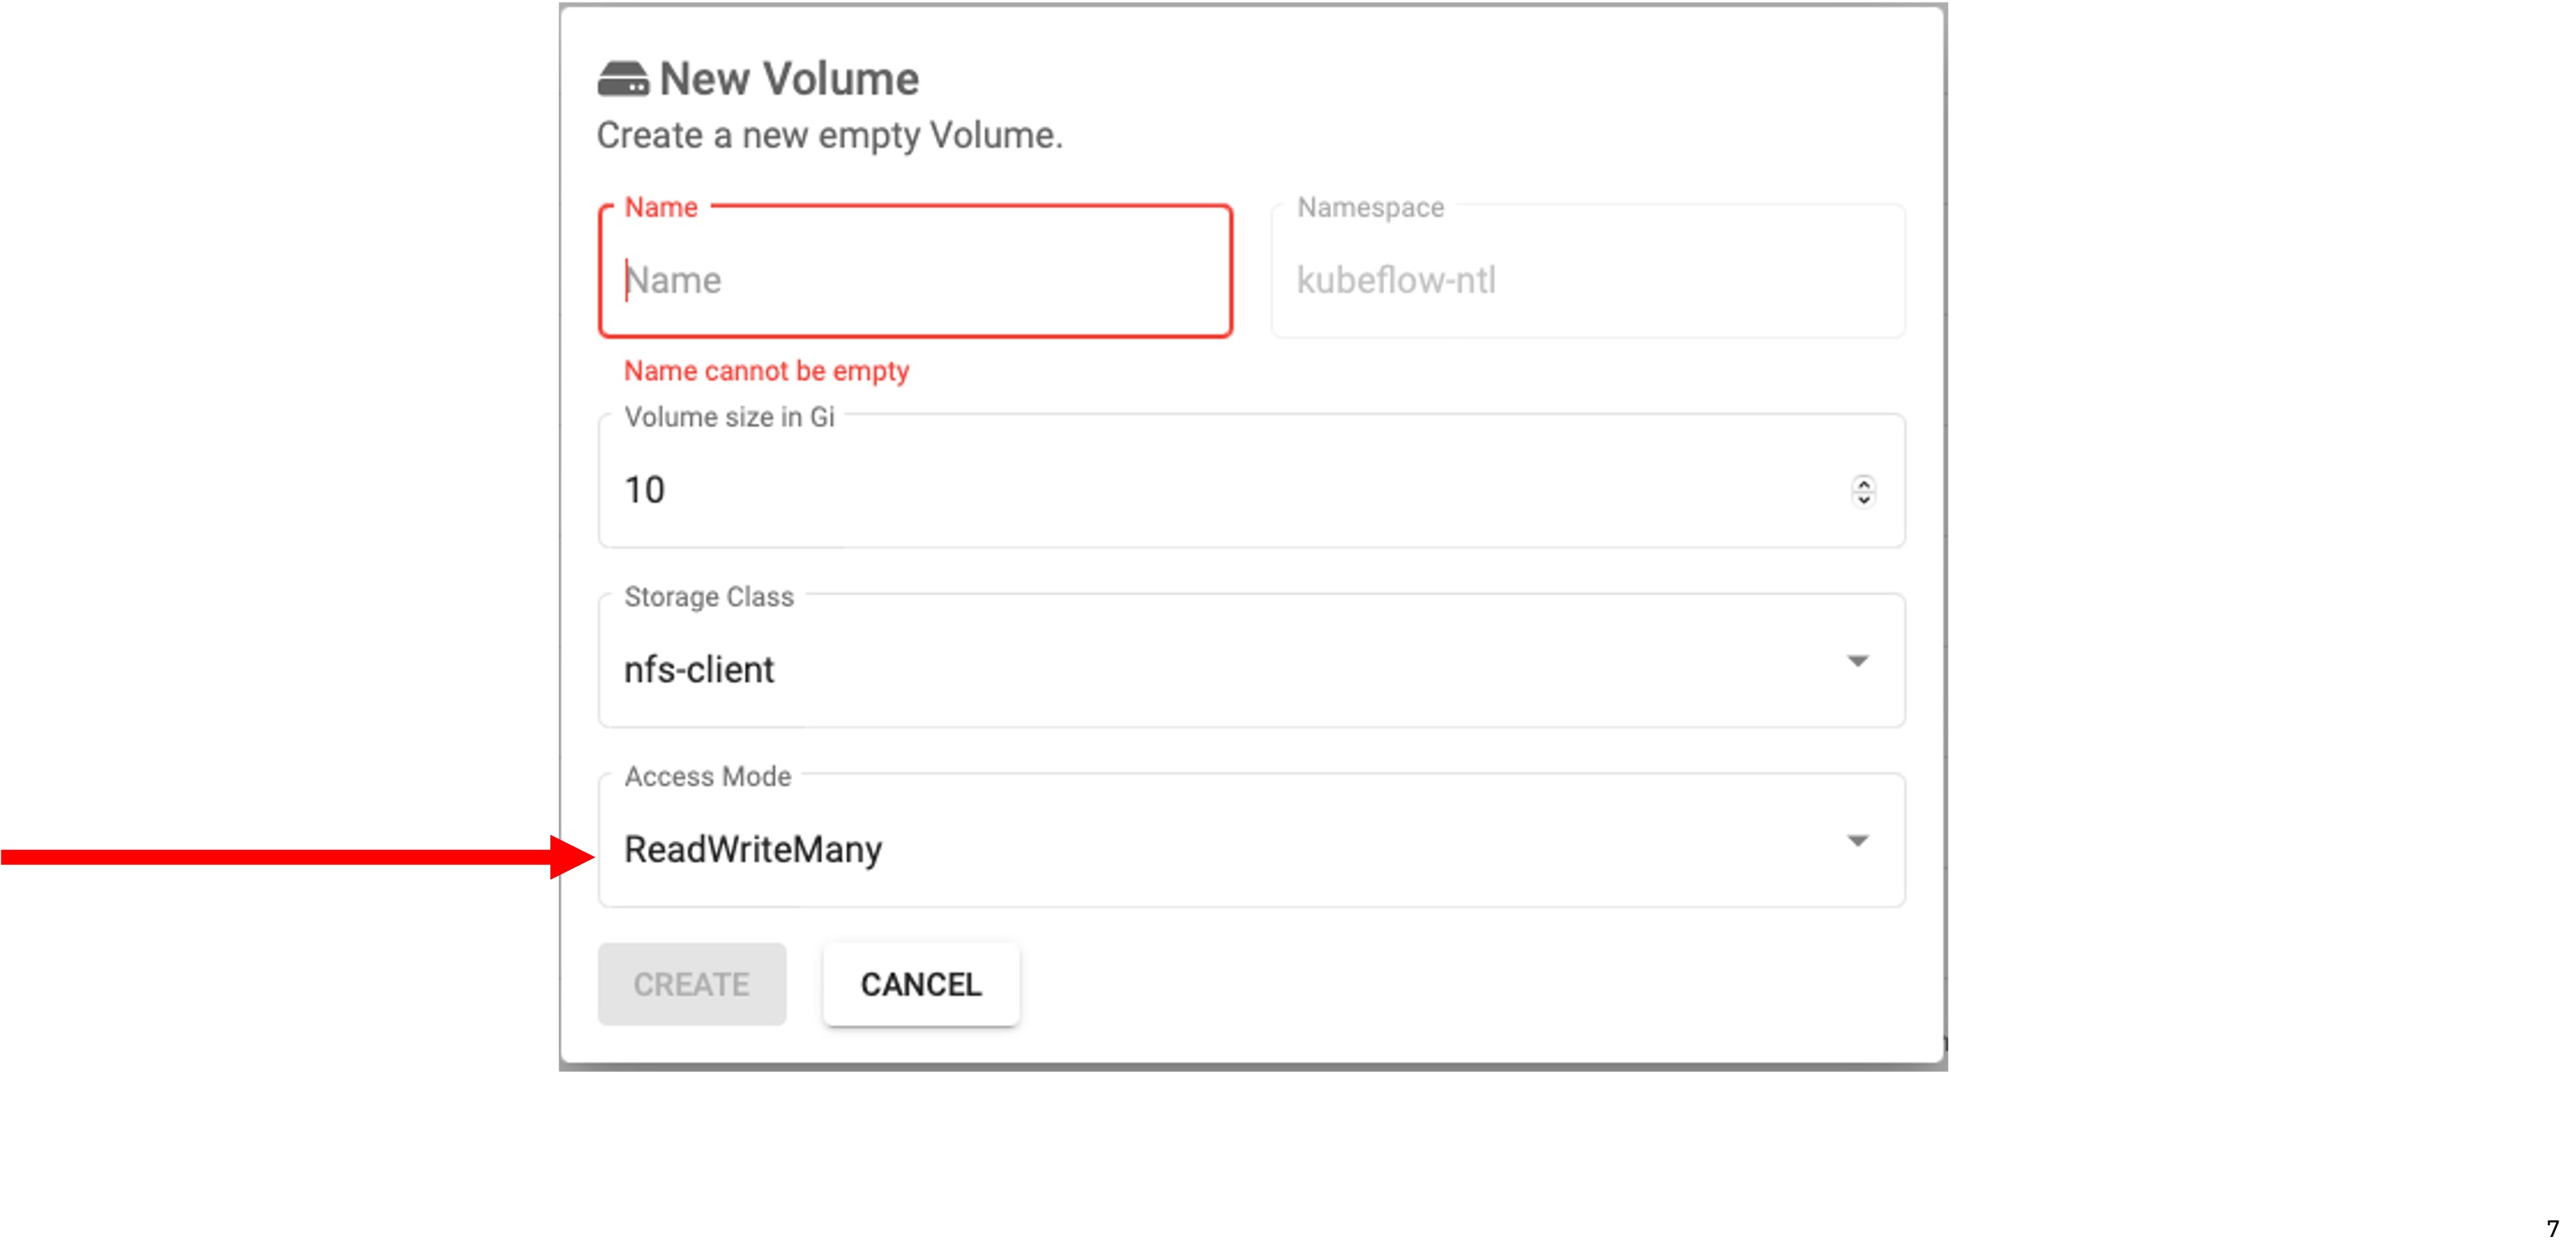 New Volume
Create a new empty Volume.
Name
Name
Name cannot be empty
Namespace
kubeflow-ntl
Volume size in Gi
10
Storage Class
nfs-client
Access Mode
ReadWriteMany
CREATE
CANCEL
7